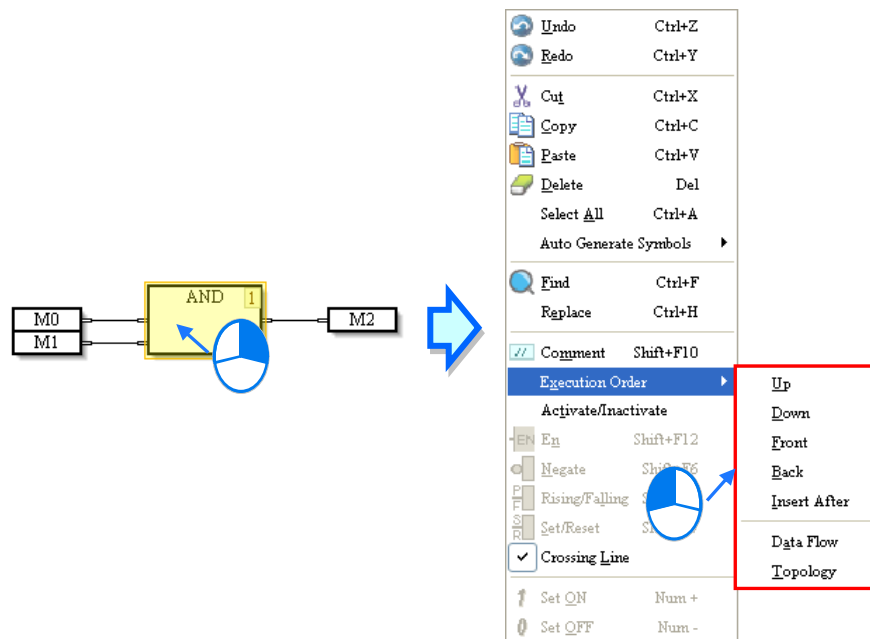 AND 1
M0
M1
M2
Undo Ctrl+Z
Redo Ctrl+Y
Cut Ctrl+X
Copy Ctrl+C
Paste Ctrl+V
Delete Del
Select All Ctrl+A
Auto Generate Symbols
Find Ctrl+F
Replace Ctrl+H
// Comment Shift+F10
Execution Order
Activate/Inactivate
EN En Shift+F12
Negate
P F Rising/Falling
S R Set/Reset
Crossing Line
Set ON Num +
Set OFF Num -
Up
Down
Front
Back
Insert After
Data Flow
Topology